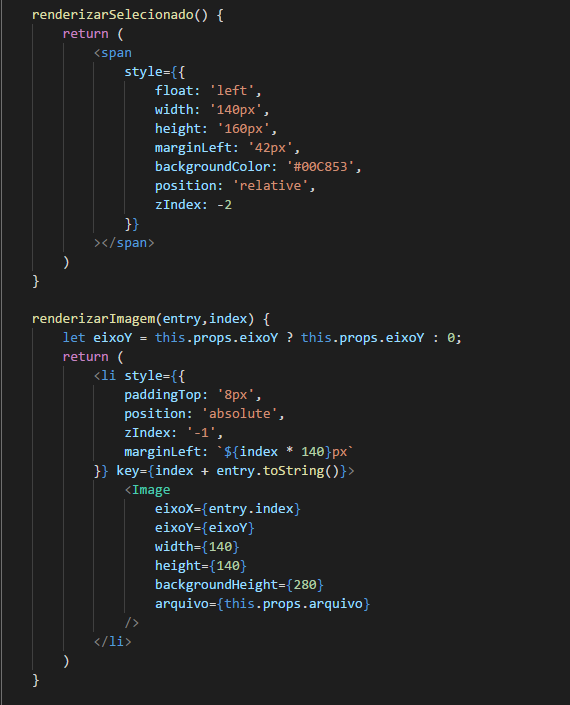 renderizarSelecionado() {
    return (
        <span
            style={{
                float: 'left',
                width: '140px',
                height: '160px',
                marginLeft: '42px',
                backgroundColor: '#00C853',
                position: 'relative',
                zIndex: -2
            }}
        ></span>
    )
}

renderizarImagem(entry,index) {
    let eixoY = this.props.eixoY ? this.props.eixoY : 0;
    return (
        <li style={{
            paddingTop: '8px',
            position: 'absolute',
            zIndex: '-1',
            marginLeft: `${index * 140}px`
        }} key={index + entry.toString()}>
            <Image
                eixoX={entry.index}
                eixoY={eixoY}
                width={140}
                height={140}
                backgroundHeight={280}
                arquivo={this.props.arquivo}
            />
        </li>
    )
}